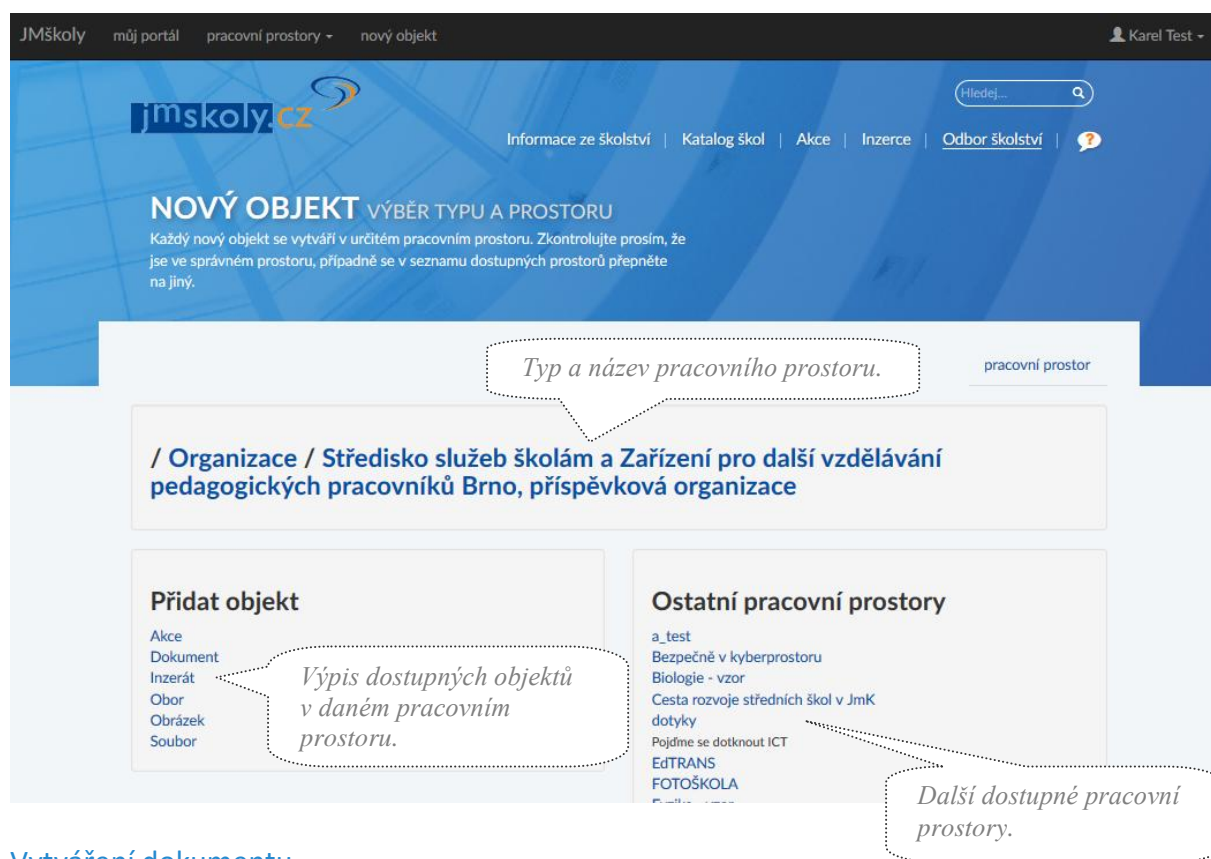 JMškoly můj portál pracovní prostory nový objekt Karel Test
jmskoly.cz
Hledej...
Informace ze školství | Katalog škol | Akce | Inzerce | Odbor školství | ?
NOVÝ OBJEKT VÝBĚR TYPU A PROSTORU
Každý nový objekt se vytváří v určitém pracovním prostoru. Zkontrolujte prosím, že
jse ve správném prostoru, případně se v seznamu dostupných prostorů přepněte
na jiný.
Typ a název pracovního prostoru.
pracovní prostor
/ Organizace / Středisko služeb školám a Zařízení pro další vzdělávání
pedagogických pracovníků Brno, příspěvková organizace
Přidat objekt
Akce
Dokument
Inzerát
Obor
Obrázek
Soubor
Výpis dostupných objektů
v daném pracovním
prostoru.
Ostatní pracovní prostory
a_test
Bezpečně v kyberprostoru
Biologie - vzor
Cesta rozvoje středních škol v JmK
dotyky
Pojďme se dotknout ICT
EdTRANS
FOTOŠKOLA
Další dostupné pracovní
prostory.
Vytváření dokumentu